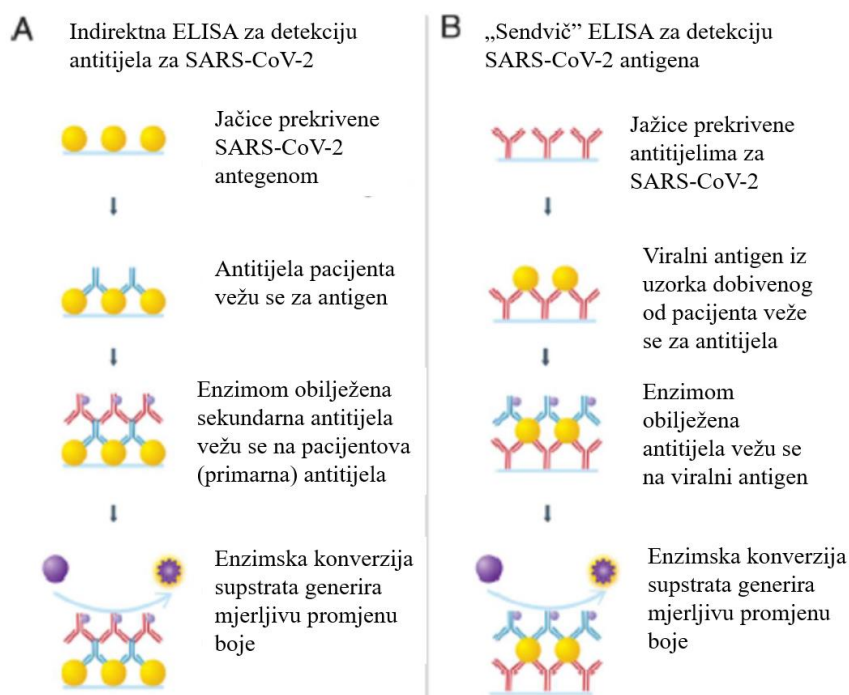 A
Indirektna ELISA za detekciju
antitijela za SARS-CoV-2
Jačice prekrivene
SARS-CoV-2
antegenom
Antitijela pacijenta
vežu se za antigen
Enzimom obilježena
sekundarna antitijela
vežu se na pacijentova
(primarna) antitijela
Enzimska konverzija
supstrata generira
mjerljivu promjenu
boje
B
„Sendvič” ELISA za detekciju
SARS-CoV-2 antigena
Jažice prekrivene
antitijelima za
SARS-CoV-2
Viralni antigen iz
uzorka dobivenog
od pacijenta veže
se za antitijela
Enzimom
obilježena
antitijela vežu se
na viralni antigen
Enzimska konverzija
supstrata generira
mjerljivu promjenu
boje